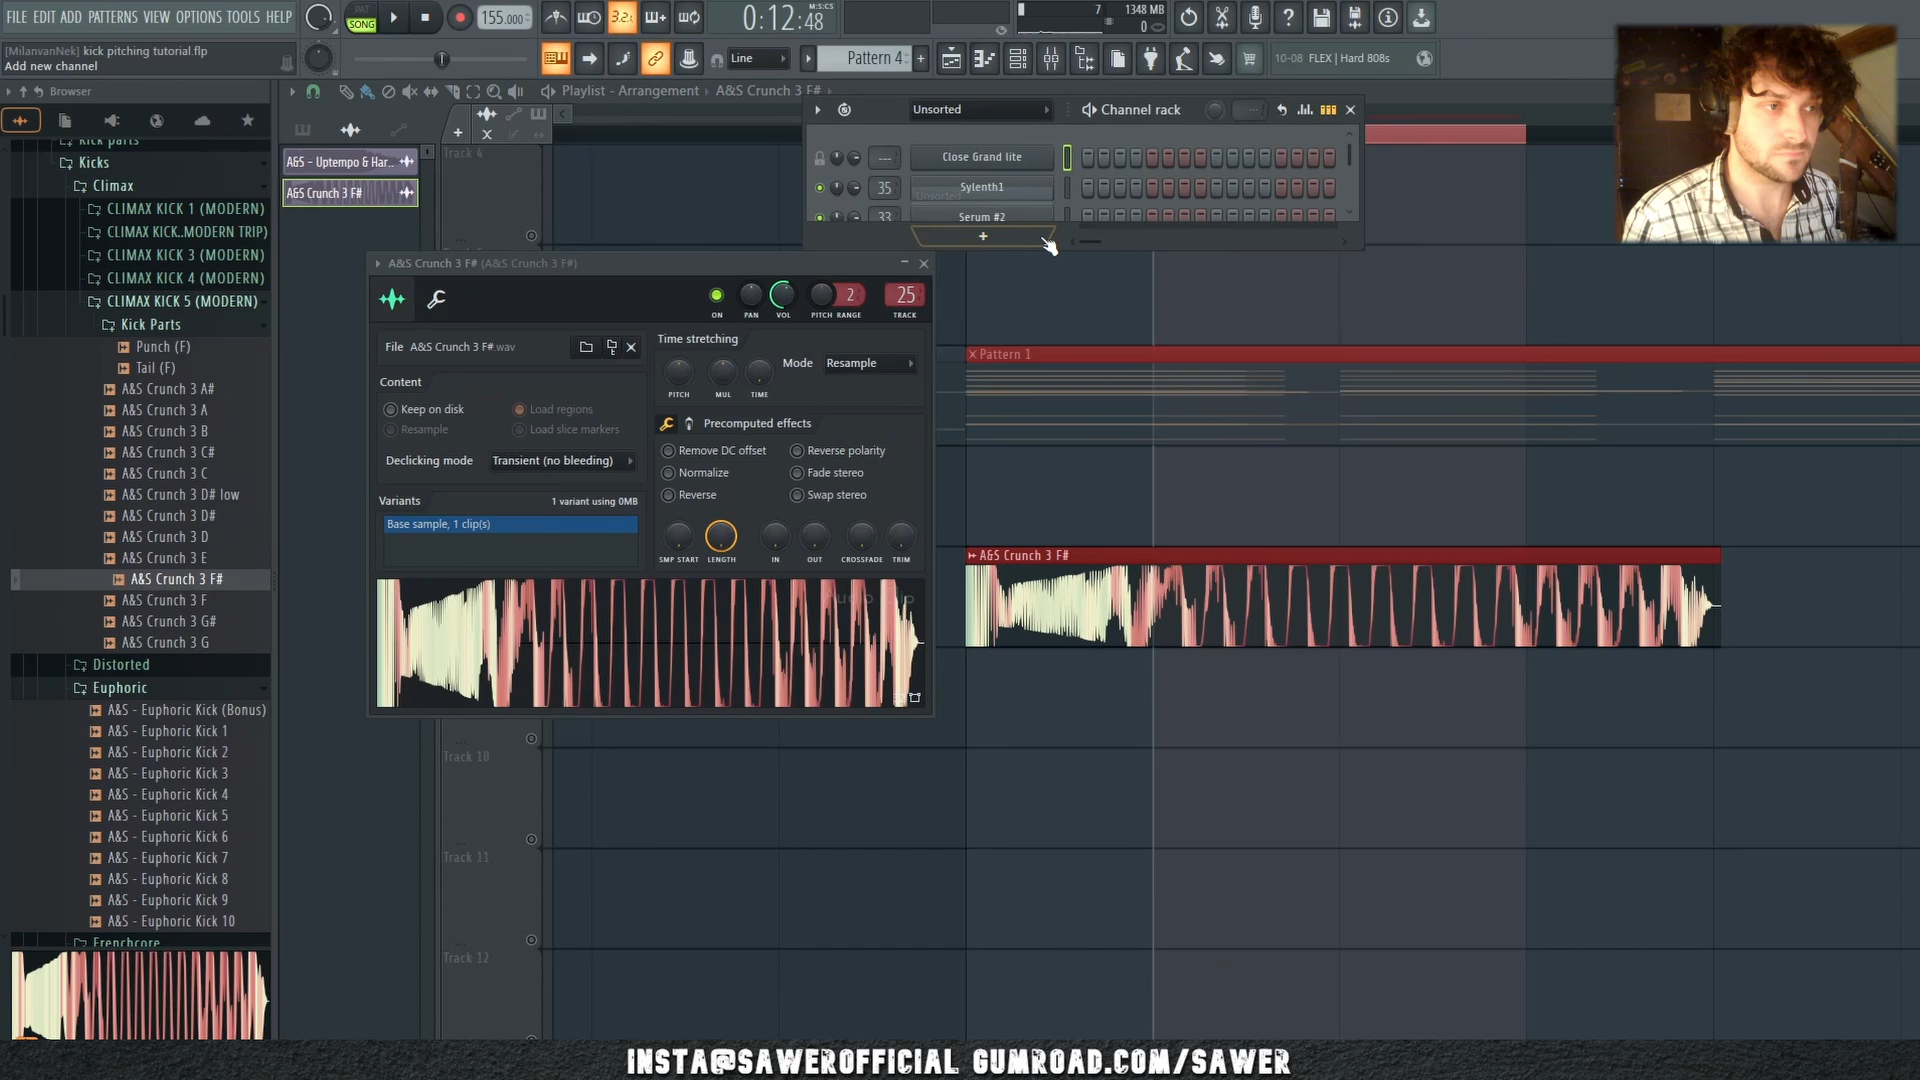 FILE EDIT ADD PATTERNS VIEW OPTIONS TOOLS HELP
PAT
SONG
155.000
3.2.
0:12:48
M:S:CS
7
1348 MB
0
[MilanvanNek] kick pitching tutorial.flp
Add new channel
Line
Pattern 4
+
10-08 FLEX | Hard 808s
Browser
Playlist - Arrangement
A&S Crunch 3 F#
Unsorted
Channel rack
Kick parts
Kicks
Climax
CLIMAX KICK 1 (MODERN)
CLIMAX KICK..MODERN TRIP)
CLIMAX KICK 3 (MODERN)
CLIMAX KICK 4 (MODERN)
CLIMAX KICK 5 (MODERN)
Kick Parts
Punch (F)
Tail (F)
A&S Crunch 3 A#
A&S Crunch 3 A
A&S Crunch 3 B
A&S Crunch 3 C#
A&S Crunch 3 C
A&S Crunch 3 D# low
A&S Crunch 3 D#
A&S Crunch 3 D
A&S Crunch 3 E
A&S Crunch 3 F#
A&S Crunch 3 F
A&S Crunch 3 G#
A&S Crunch 3 G
Distorted
Euphoric
A&S - Euphoric Kick (Bonus)
A&S - Euphoric Kick 1
A&S - Euphoric Kick 2
A&S - Euphoric Kick 3
A&S - Euphoric Kick 4
A&S - Euphoric Kick 5
A&S - Euphoric Kick 6
A&S - Euphoric Kick 7
A&S - Euphoric Kick 8
A&S - Euphoric Kick 9
A&S - Euphoric Kick 10
Frenchcore
A&S - Uptempo & Har...
A&S Crunch 3 F#
Track 4
---
Close Grand lite
35
Sylenth1
Unsorted
33
Serum #2
+
A&S Crunch 3 F# (A&S Crunch 3 F#)
2
25
ON
PAN
VOL
PITCH RANGE
TRACK
File A&S Crunch 3 F#.wav
Content
Keep on disk
Load regions
Resample
Load slice markers
Declicking mode
Transient (no bleeding)
Variants
1 variant using 0MB
Base sample, 1 clip(s)
Time stretching
Mode
Resample
PITCH
MUL
TIME
Precomputed effects
Remove DC offset
Reverse polarity
Normalize
Fade stereo
Reverse
Swap stereo
SMP START
LENGTH
IN
OUT
CROSSFADE
TRIM
Audio Clip
Pattern 1
A&S Crunch 3 F#
Track 10
Track 11
Track 12
INSTA@SAWEROFFICIAL GUMROAD.COM/SAWER